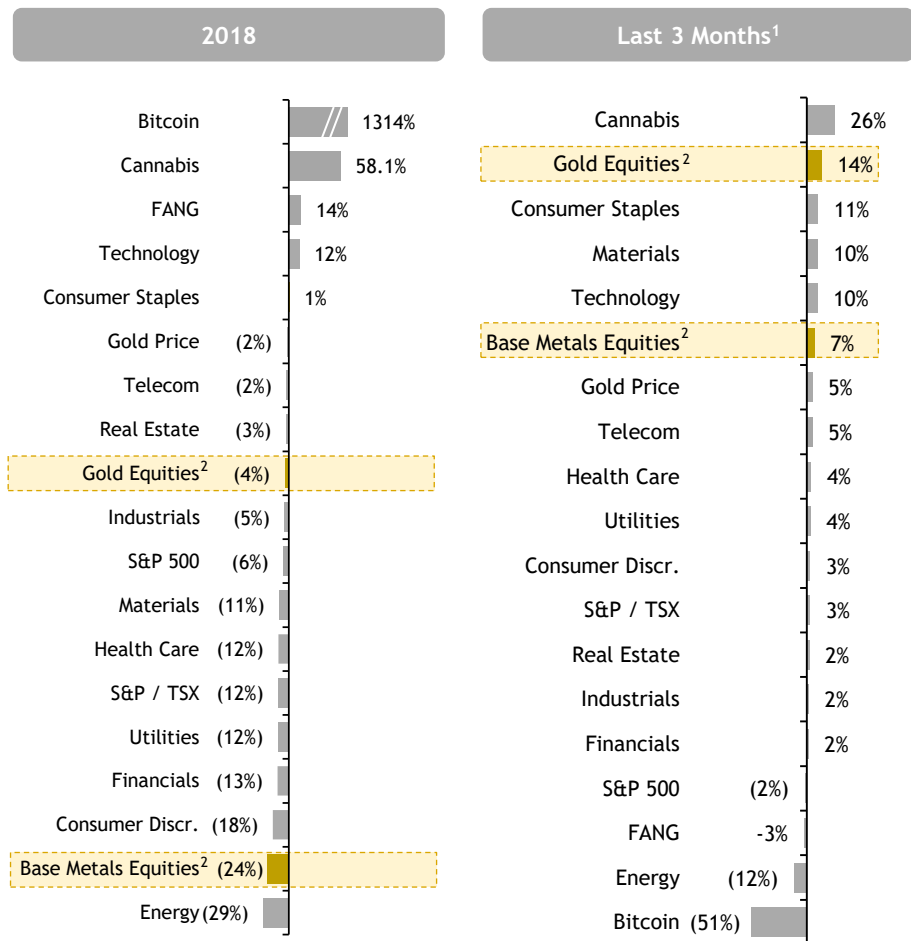 2018
Bitcoin 1314%
Cannabis 58.1%
FANG 14%
Technology 12%
Consumer Staples 1%
Gold Price (2%)
Telecom (2%)
Real Estate (3%)
Gold Equities² (4%)
Industrials (5%)
S&P 500 (6%)
Materials (11%)
Health Care (12%)
S&P / TSX (12%)
Utilities (12%)
Financials (13%)
Consumer Discr. (18%)
Base Metals Equities² (24%)
Energy (29%)
Last 3 Months¹
Cannabis 26%
Gold Equities² 14%
Consumer Staples 11%
Materials 10%
Technology 10%
Base Metals Equities² 7%
Gold Price 5%
Telecom 5%
Health Care 4%
Utilities 4%
Consumer Discr. 3%
S&P / TSX 3%
Real Estate 2%
Industrials 2%
Financials 2%
S&P 500 (2%)
FANG -3%
Energy (12%)
Bitcoin (51%)